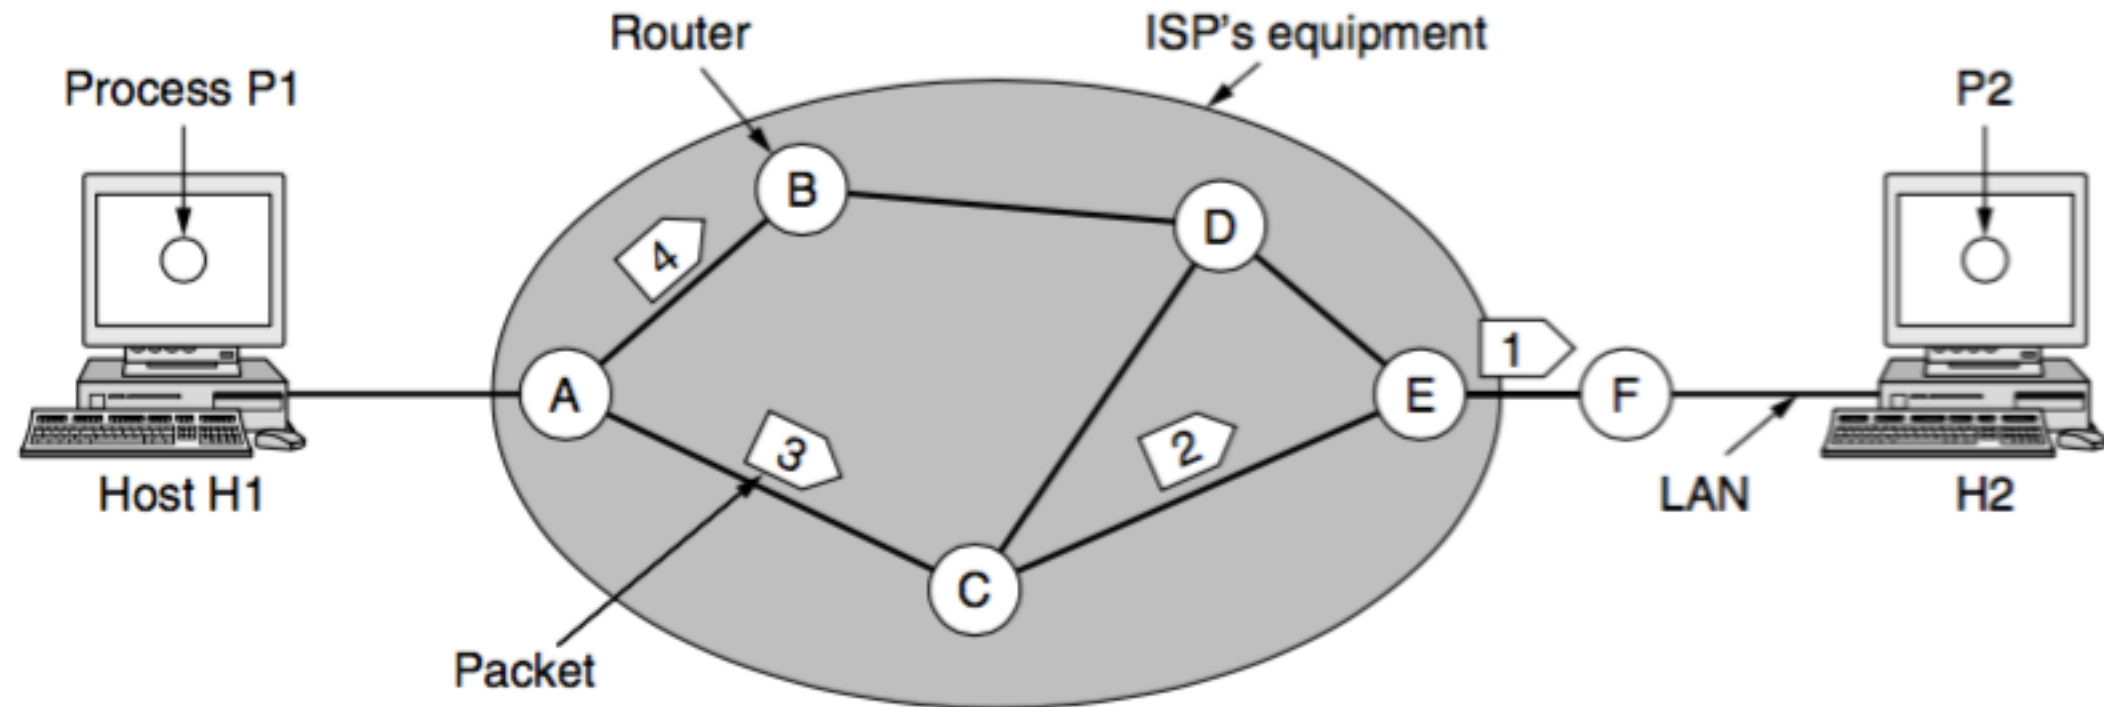 Router
ISP's equipment
Process P1
P2
B
D
4
1
A
E
F
3
2
Host H1
LAN
H2
C
Packet